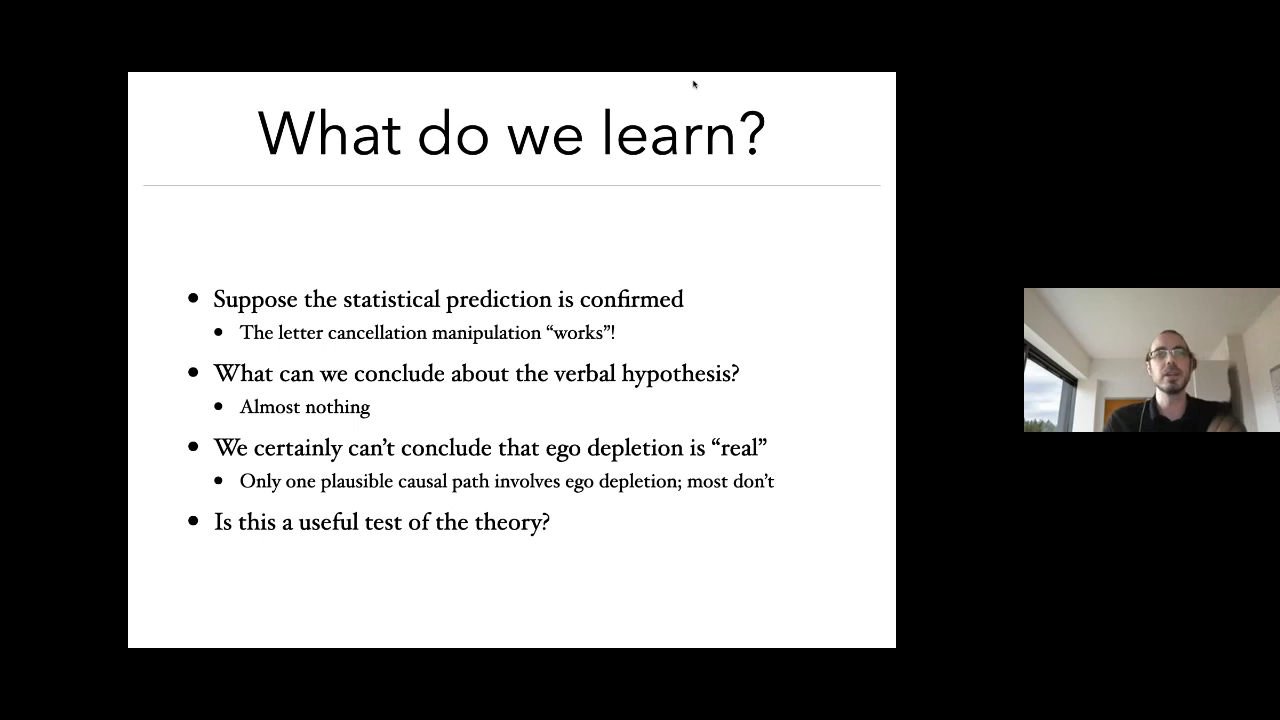 What do we learn?
• Suppose the statistical prediction is confirmed
• The letter cancellation manipulation “works”!
• What can we conclude about the verbal hypothesis?
• Almost nothing
• We certainly can’t conclude that ego depletion is “real”
• Only one plausible causal path involves ego depletion; most don’t
• Is this a useful test of the theory?